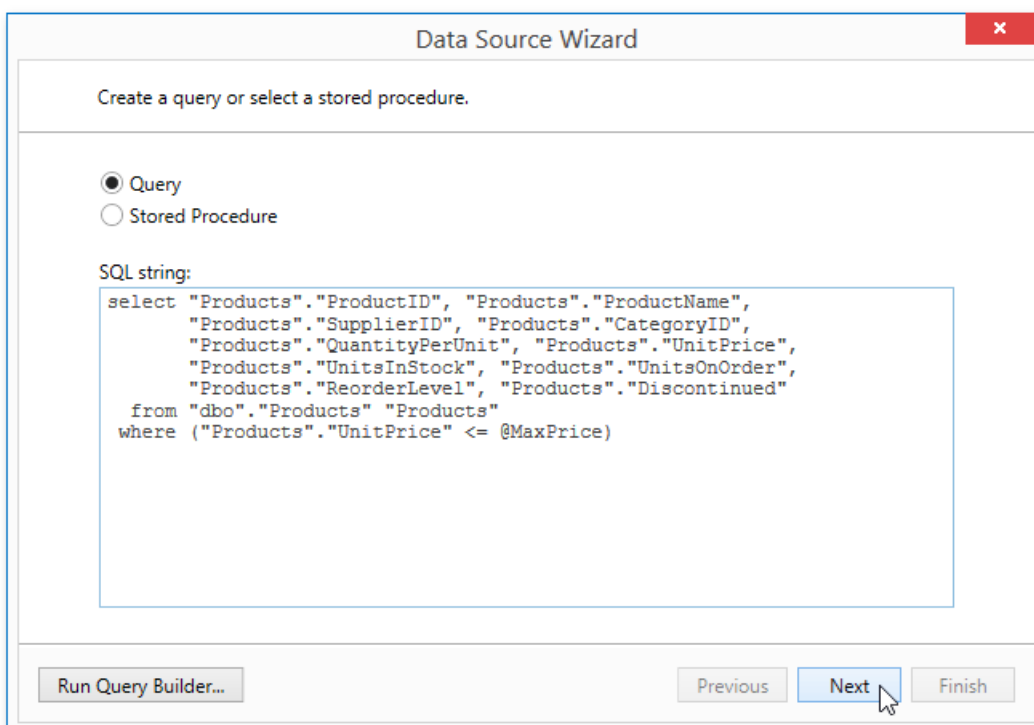 Data Source Wizard
Create a query or select a stored procedure.
Query
Stored Procedure
SQL string:
select "Products"."ProductID", "Products"."ProductName",
"Products"."SupplierID", "Products"."CategoryID",
"Products"."QuantityPerUnit", "Products"."UnitPrice",
"Products"."UnitsInStock", "Products"."UnitsOnOrder",
"Products"."ReorderLevel", "Products"."Discontinued"
from "dbo"."Products" "Products"
where ("Products"."UnitPrice" <= @MaxPrice)
Run Query Builder... Previous Next Finish